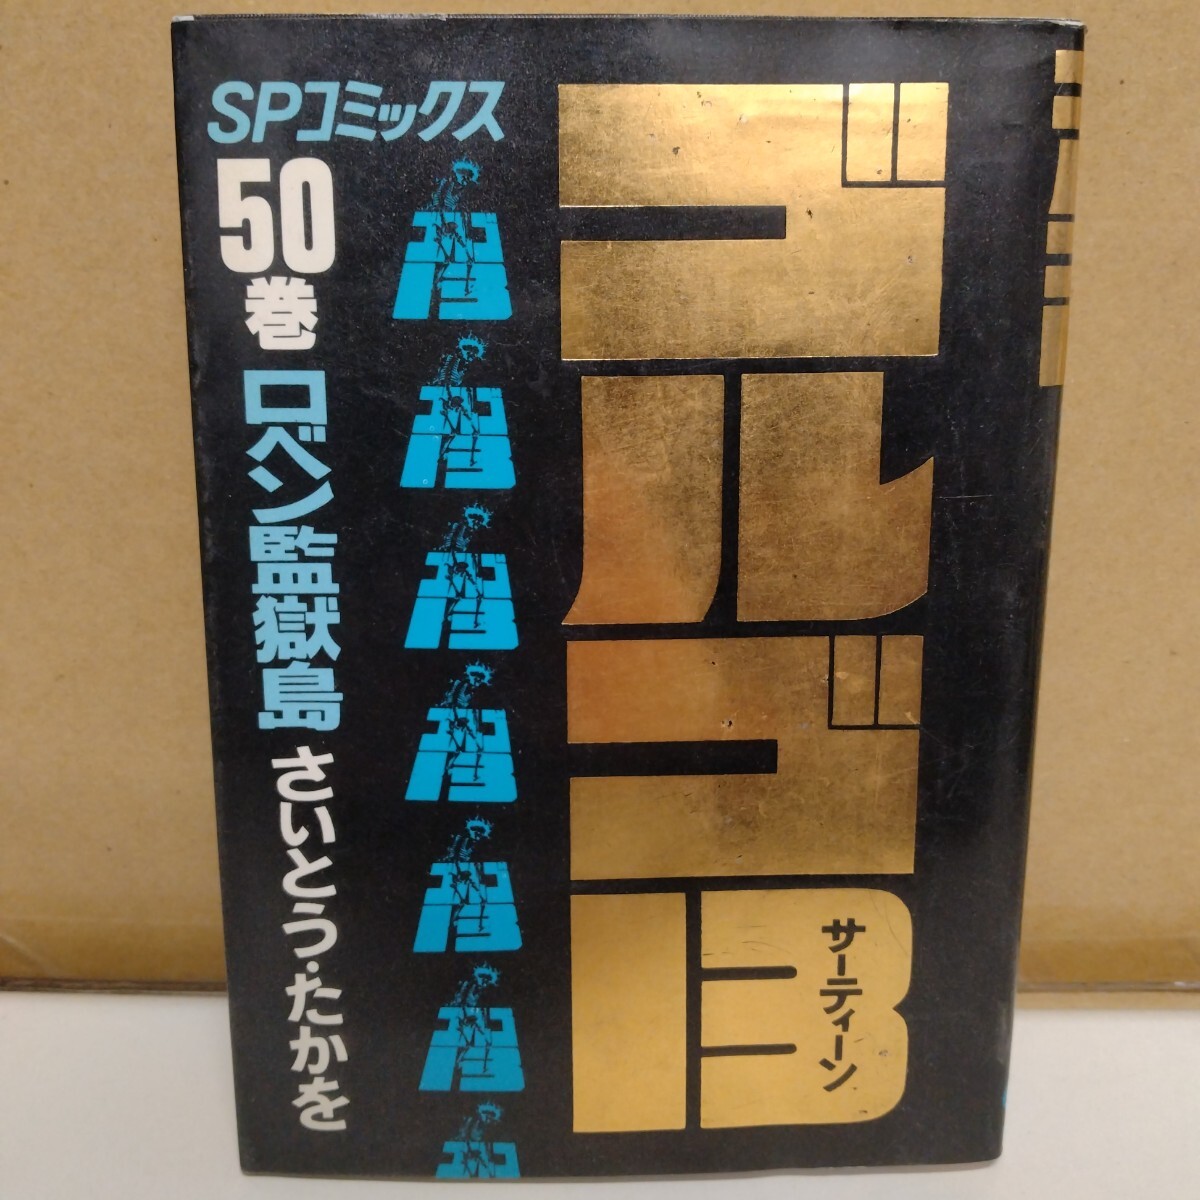 SPコミックス
50巻 ロベン監獄島 さいとう・たかを
ゴルゴ13
サーティーン